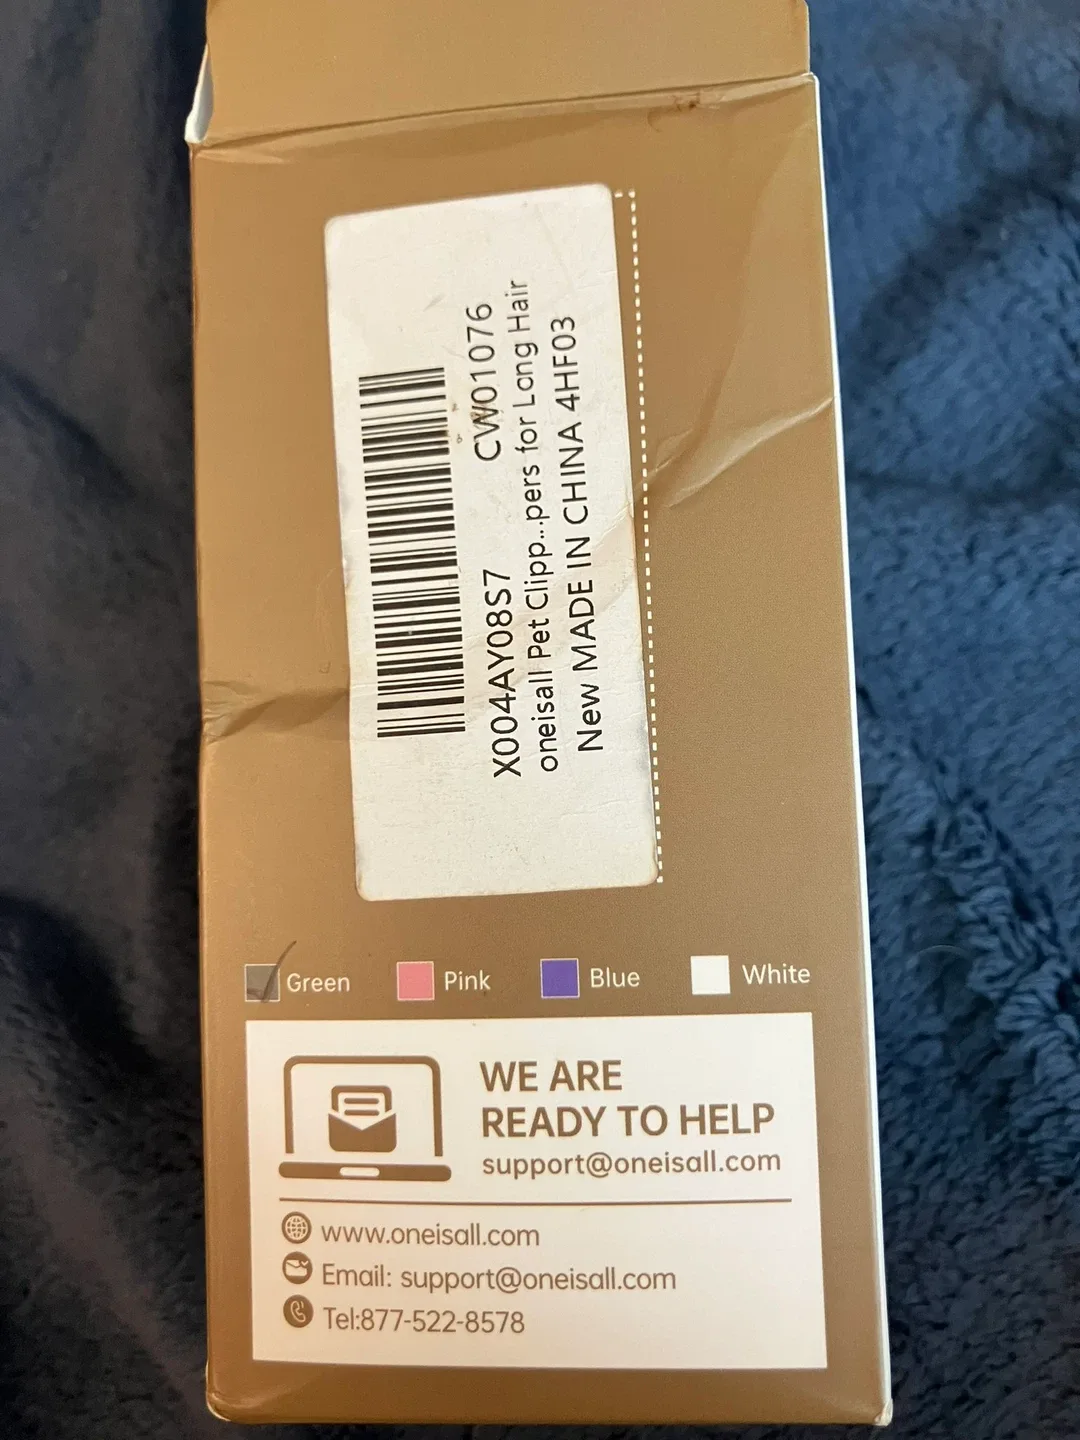 X004AY08S7 CW01076
oneisall Pet Clipp...pers for Long Hair
New MADE IN CHINA 4HF03
Green Pink Blue White
WE ARE
READY TO HELP
support@oneisall.com
www.oneisall.com
Email: support@oneisall.com
Tel:877-522-8578